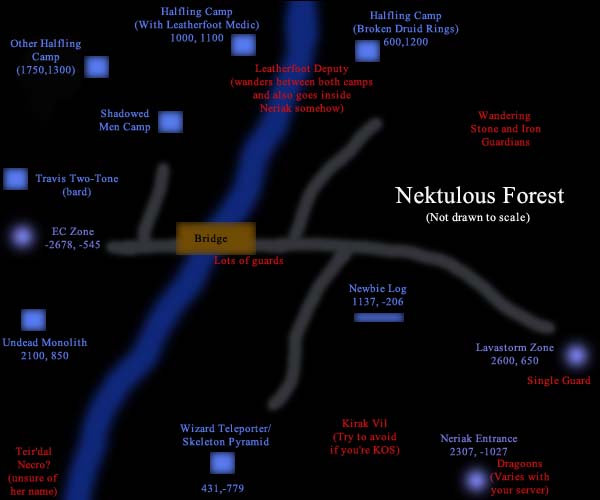 Halfling Camp
(With Leatherfoot Medic)
1000, 1100
Halfling Camp
(Broken Druid Rings)
600,1200
Other Halfling
Camp
(1750,1300)
Leatherfoot Deputy
(wanders between both camps
and also goes inside
Neriak somehow)
Shadowed
Men Camp
Wandering
Stone and Iron
Guardians
Travis Two-Tone
(bard)
Nektulous Forest
(Not drawn to scale)
EC Zone
-2678, -545
Bridge
Lots of guards
Newbie Log
1137, -206
Undead Monolith
2100, 850
Lavastorm Zone
2600, 650
Single Guard
Wizard Teleporter/
Skeleton Pyramid
431,-779
Kirak Vil
(Try to avoid
if you're KOS)
Neriak Entrance
2307, -1027
Dragoons
(Varies with
your server)
Teir'dal
Necro?
(unsure of
her name)